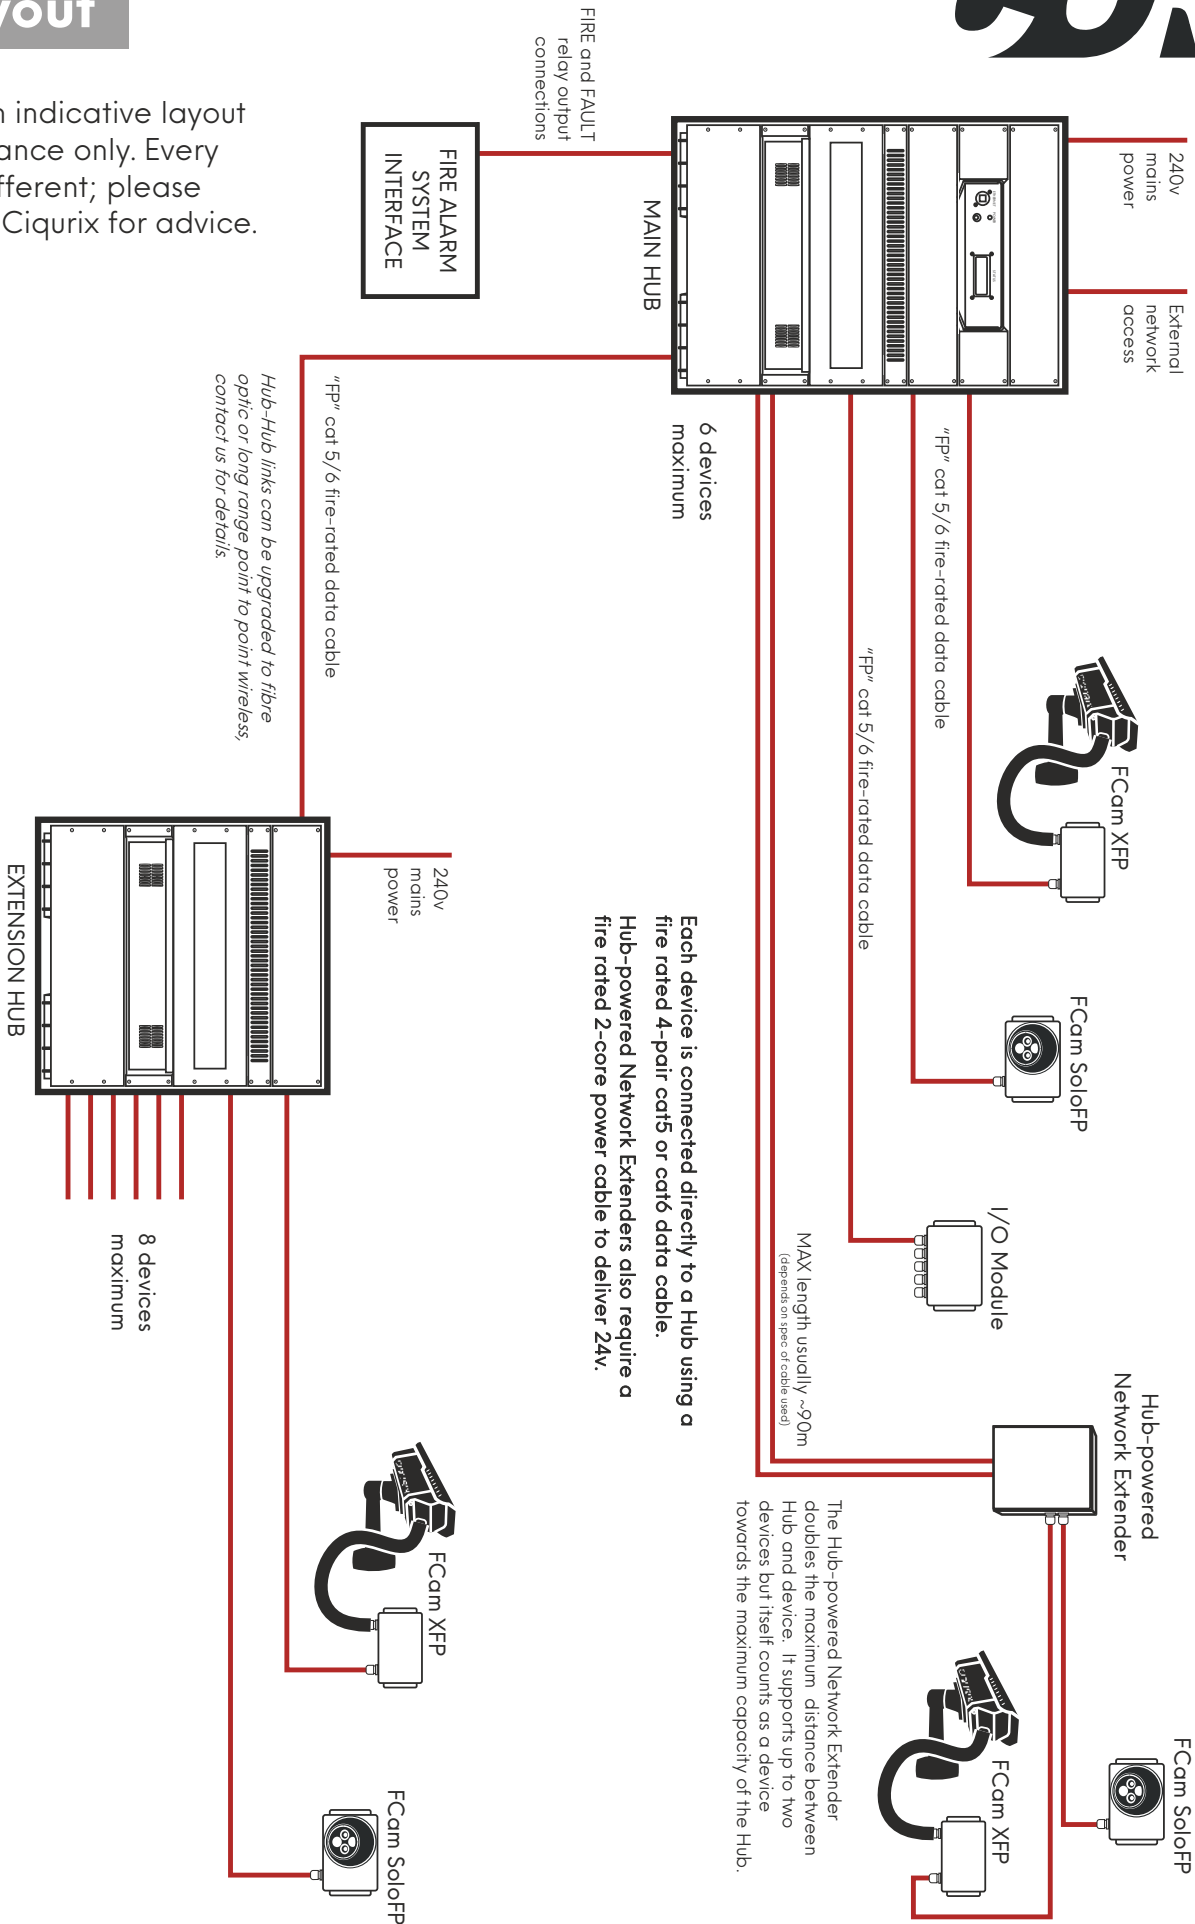 indicative layout
only. Every
please
Ciqurix for advice.
240v
mains
power
External
network
access
FIRE and FAULT
relay output
connections
FIRE ALARM
SYSTEM
INTERFACE
MAIN HUB
6 devices
maximum
"FP" cat 5/6 fire-rated data cable
"FP" cat 5/6 fire-rated data cable
"FP" cat 5/6 fire-rated data cable
Hub-Hub links can be upgraded to fibre
optic or long range point to point wireless,
contact us for details.
FCam XFP
FCam SoloFP
I/O Module
Hub-powered
Network Extender
MAX length usually ~90m
(depends on spec of cable used)
Each device is connected directly to a Hub using a
fire rated 4-pair cat5 or cat6 data cable.
Hub-powered Network Extenders also require a
fire rated 2-core power cable to deliver 24v.
The Hub-powered Network Extender
doubles the maximum distance between
Hub and device. It supports up to two
devices but itself counts as a device
towards the maximum capacity of the Hub.
FCam SoloFP
FCam XFP
240v
mains
power
EXTENSION HUB
8 devices
maximum
FCam XFP
FCam SoloFP